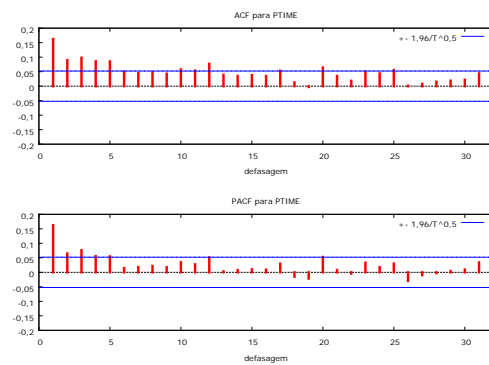 ACF para PTIME
0,2
0,15
0,1
0,05
0
-0,05
-0,1
-0,15
-0,2
+- 1,96/T^0,5
0 5 10 15 20 25 30
defasagem
PACF para PTIME
0,2
0,15
0,1
0,05
0
-0,05
-0,1
-0,15
-0,2
+- 1,96/T^0,5
0 5 10 15 20 25 30
defasagem